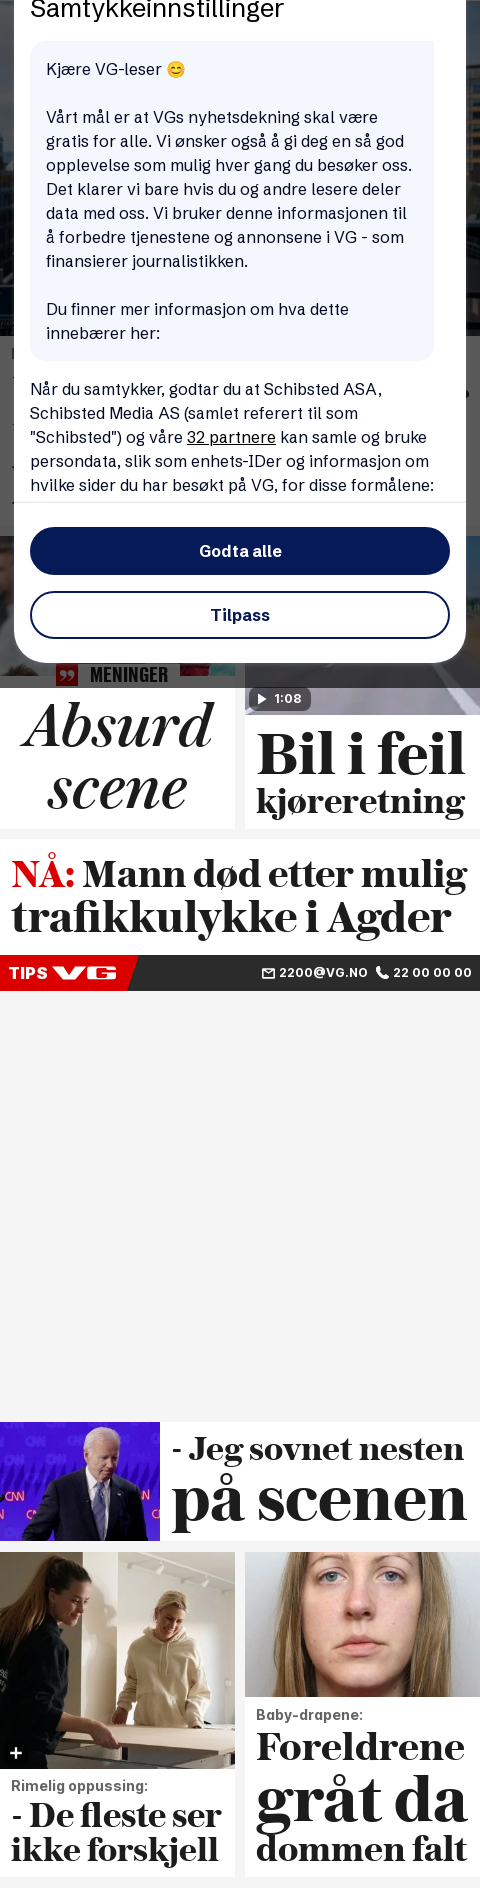 Samtykkeinnstillinger
Kjære VG-leser 😊
Vårt mål er at VGs nyhetsdekning skal være
gratis for alle. Vi ønsker også å gi deg en så god
opplevelse som mulig hver gang du besøker oss.
Det klarer vi bare hvis du og andre lesere deler
data med oss. Vi bruker denne informasjonen til
å forbedre tjenestene og annonsene i VG - som
finansierer journalistikken.
Du finner mer informasjon om hva dette
innebærer her:
Når du samtykker, godtar du at Schibsted ASA,
Schibsted Media AS (samlet referert til som
"Schibsted") og våre 32 partnere kan samle og bruke
persondata, slik som enhets-IDer og informasjon om
hvilke sider du har besøkt på VG, for disse formålene:
Godta alle
Tilpass
MENINGER
Absurd
scene
1:08
Bil i feil
kjøreretning
NÅ: Mann død etter mulig
trafikkulykke i Agder
TIPS VG
2200@VG.NO 22 00 00 00
CNN
CNN
CNN
CNN
- Jeg sovnet nesten
på scenen
Rimelig oppussing:
- De fleste ser
ikke forskjell
Baby-drapene:
Foreldrene
gråt da
dommen falt